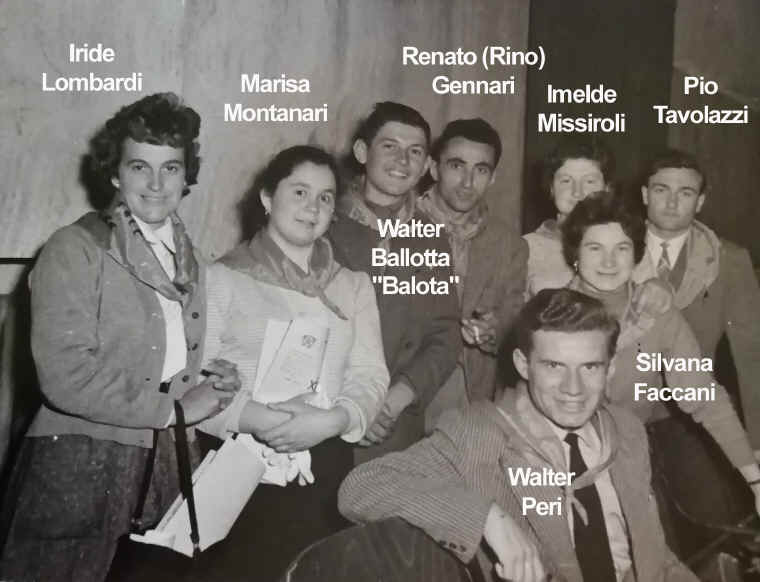 Iride
Lombardi
Marisa
Montanari
Renato (Rino)
Gennari
Imelde
Missiroli
Pio
Tavolazzi
Walter
Ballotta
"Balota"
Silvana
Faccani
Walter
Peri